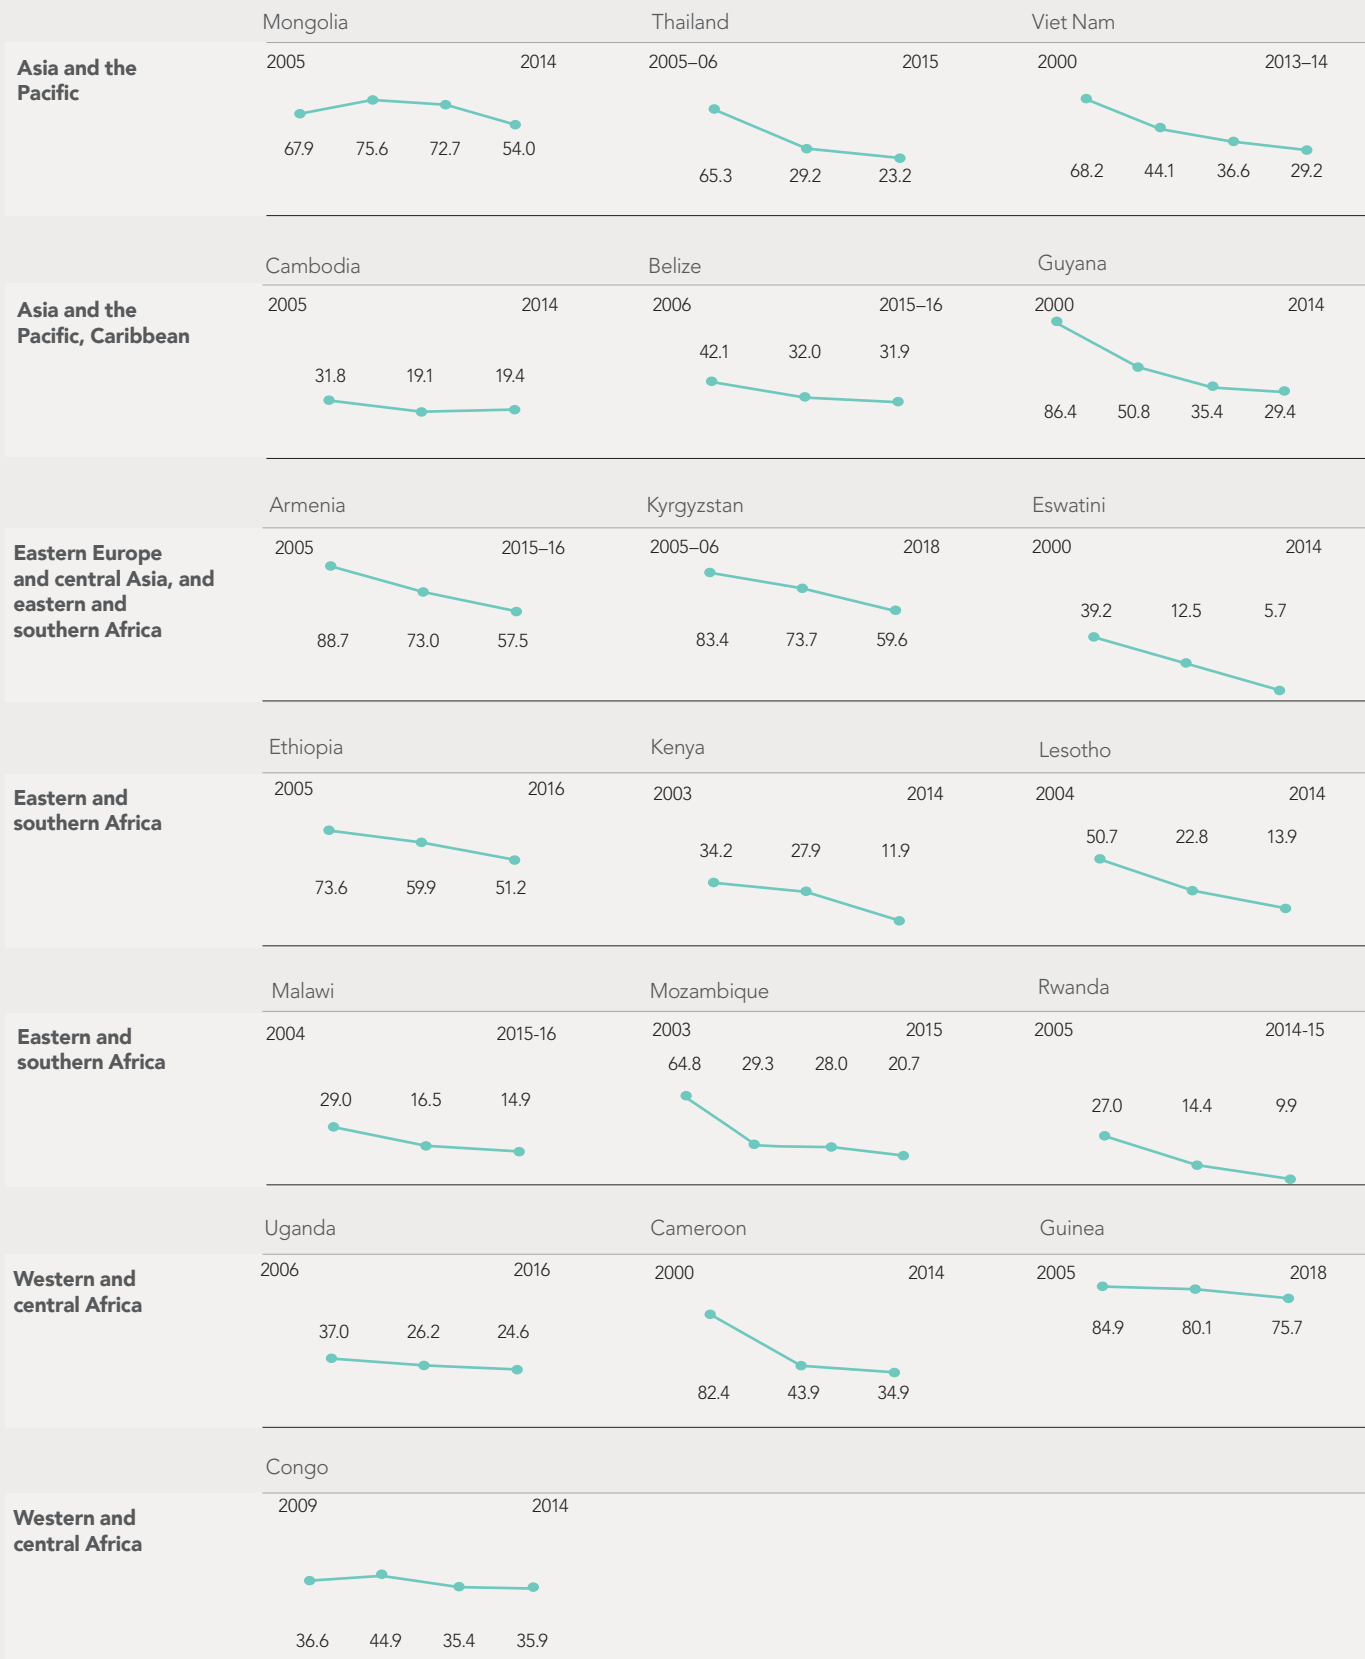 Mongolia Thailand Viet Nam
Asia and the
Pacific
2005 2014 2005–06 2015 2000 2013–14
67.9 75.6 72.7 54.0
65.3 29.2 23.2
68.2 44.1 36.6 29.2
Cambodia Belize Guyana
Asia and the
Pacific, Caribbean
2005 2014 2006 2015–16 2000 2014
31.8 19.1 19.4
42.1 32.0 31.9
86.4 50.8 35.4 29.4
Armenia Kyrgyzstan Eswatini
Eastern Europe
and central Asia, and
eastern and
southern Africa
2005 2015–16 2005–06 2018 2000 2014
88.7 73.0 57.5
83.4 73.7 59.6
39.2 12.5 5.7
Ethiopia Kenya Lesotho
Eastern and
southern Africa
2005 2016 2003 2014 2004 2014
73.6 59.9 51.2
34.2 27.9 11.9
50.7 22.8 13.9
Malawi Mozambique Rwanda
Eastern and
southern Africa
2004 2015-16 2003 2015 2005 2014-15
29.0 16.5 14.9
64.8 29.3 28.0 20.7
27.0 14.4 9.9
Uganda Cameroon Guinea
Western and
central Africa
2006 2016 2000 2014 2005 2018
37.0 26.2 24.6
82.4 43.9 34.9
84.9 80.1 75.7
Congo
Western and
central Africa
2009 2014
36.6 44.9 35.4 35.9